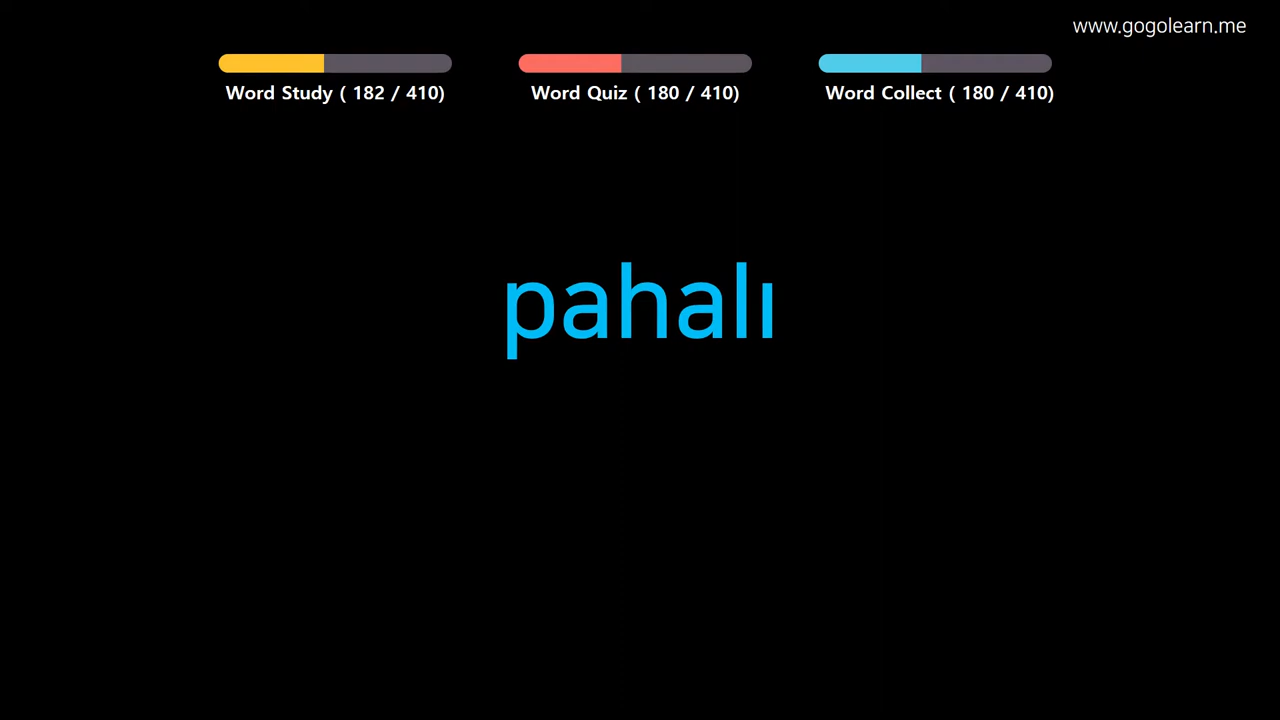 www.gogolearn.me
Word Study ( 182 / 410)
Word Quiz ( 180 / 410)
Word Collect ( 180 / 410)
pahalı